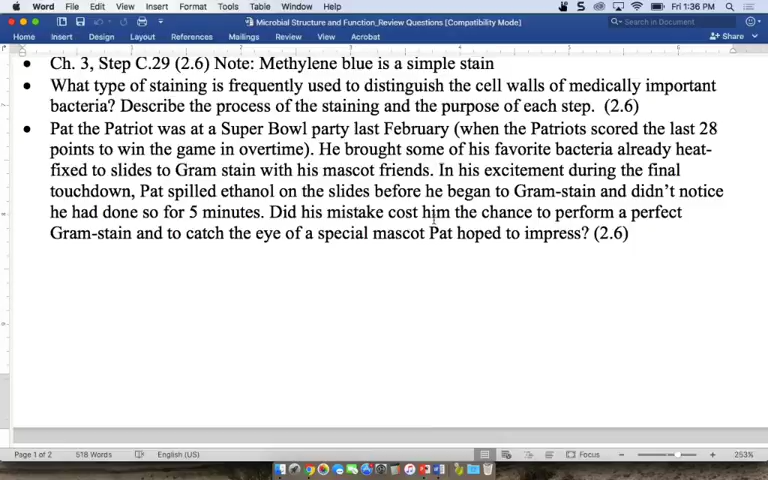 Word File Edit View Insert Format Tools Table Window Help Fri 1:36 PM
Microbial Structure and Function_Review Questions [Compatibility Mode] Search in Document
Home Insert Design Layout References Mailings Review View Acrobat Share
• Ch. 3, Step C.29 (2.6) Note: Methylene blue is a simple stain
• What type of staining is frequently used to distinguish the cell walls of medically important
bacteria? Describe the process of the staining and the purpose of each step. (2.6)
• Pat the Patriot was at a Super Bowl party last February (when the Patriots scored the last 28
points to win the game in overtime). He brought some of his favorite bacteria already heat-
fixed to slides to Gram stain with his mascot friends. In his excitement during the final
touchdown, Pat spilled ethanol on the slides before he began to Gram-stain and didn't notice
he had done so for 5 minutes. Did his mistake cost him the chance to perform a perfect
Gram-stain and to catch the eye of a special mascot Pat hoped to impress? (2.6)
Page 1 of 2 518 Words English (US) Focus 253%